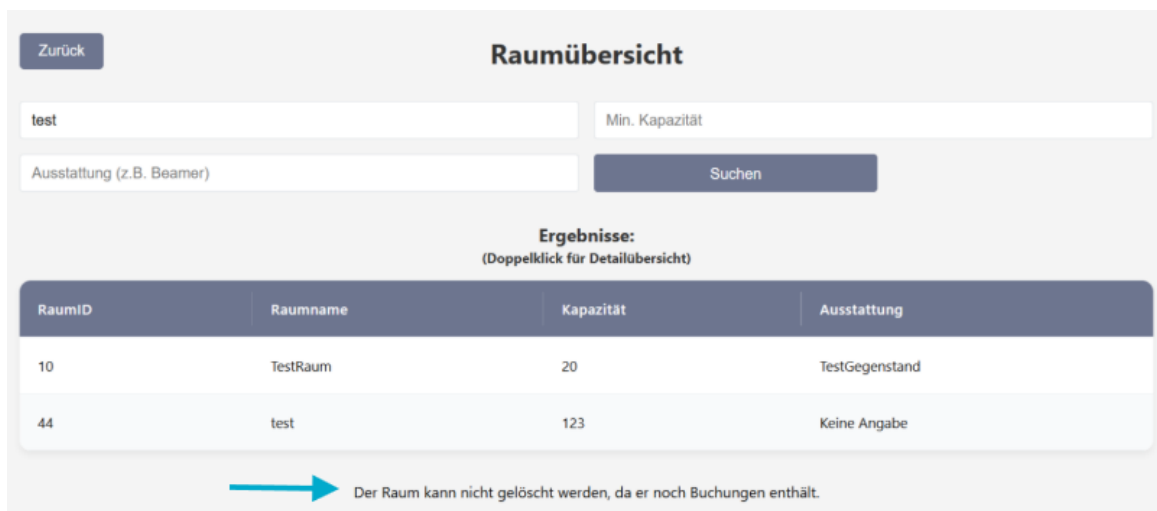 Zurück
Raumübersicht
test
Min. Kapazität
Ausstattung (z.B. Beamer)
Suchen
Ergebnisse:
(Doppelklick für Detailübersicht)
RaumID Raumname Kapazität Ausstattung
10 TestRaum 20 TestGegenstand
44 test 123 Keine Angabe
Der Raum kann nicht gelöscht werden, da er noch Buchungen enthält.